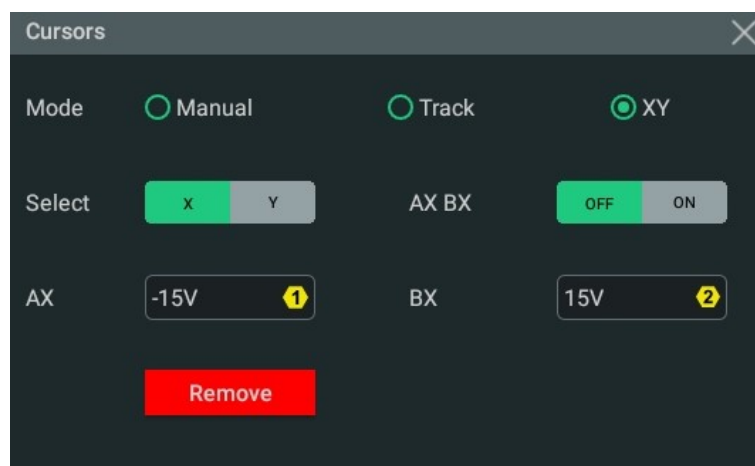 Cursors
Mode Manual Track XY
Select X Y AX BX OFF ON
AX -15V 1 BX 15V 2
Remove